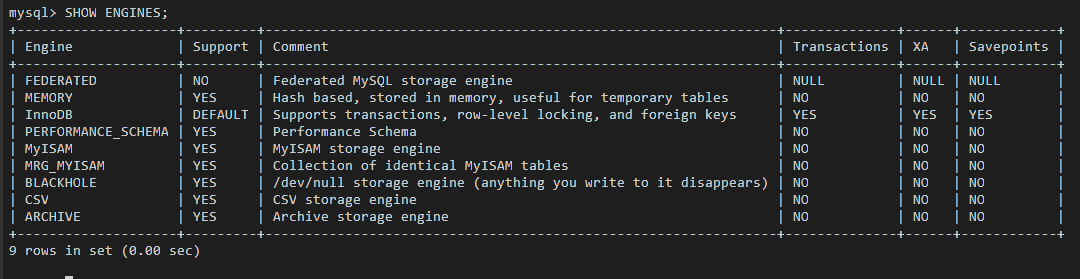 mysql> SHOW ENGINES;
+--------------------+---------+----------------------------------------------------------------+--------------+------+------------+
| Engine             | Support | Comment                                                        | Transactions | XA   | Savepoints |
+--------------------+---------+----------------------------------------------------------------+--------------+------+------------+
| FEDERATED          | NO      | Federated MySQL storage engine                                 | NULL         | NULL | NULL       |
| MEMORY             | YES     | Hash based, stored in memory, useful for temporary tables      | NO           | NO   | NO         |
| InnoDB             | DEFAULT | Supports transactions, row-level locking, and foreign keys     | YES          | YES  | YES        |
| PERFORMANCE_SCHEMA | YES     | Performance Schema                                             | NO           | NO   | NO         |
| MyISAM             | YES     | MyISAM storage engine                                          | NO           | NO   | NO         |
| MRG_MYISAM         | YES     | Collection of identical MyISAM tables                          | NO           | NO   | NO         |
| BLACKHOLE          | YES     | /dev/null storage engine (anything you write to it disappears) | NO           | NO   | NO         |
| CSV                | YES     | CSV storage engine                                             | NO           | NO   | NO         |
| ARCHIVE            | YES     | Archive storage engine                                         | NO           | NO   | NO         |
+--------------------+---------+----------------------------------------------------------------+--------------+------+------------+
9 rows in set (0.00 sec)